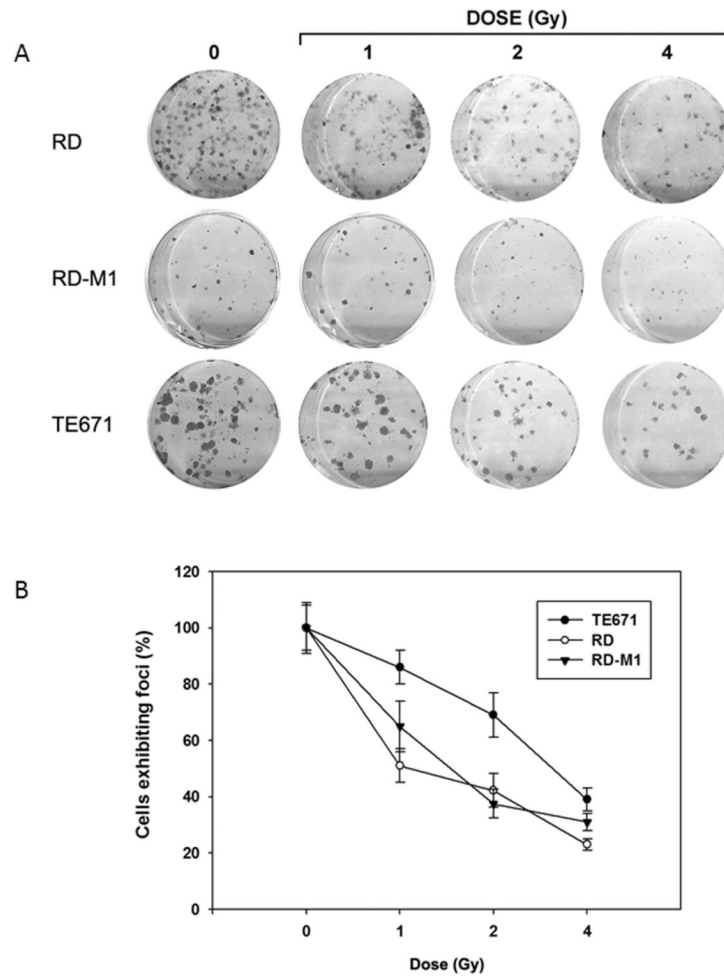 DOSE (Gy)
A
0 1 2 4
RD
RD-M1
TE671
B
120
100
80
60
40
20
0
Cells exhibiting foci (%)
TE671
RD
RD-M1
0 1 2 4
Dose (Gy)